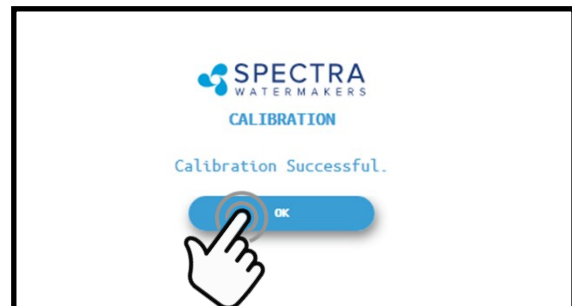 SPECTRA
WATERMAKERS
CALIBRATION
Calibration Successful.
OK